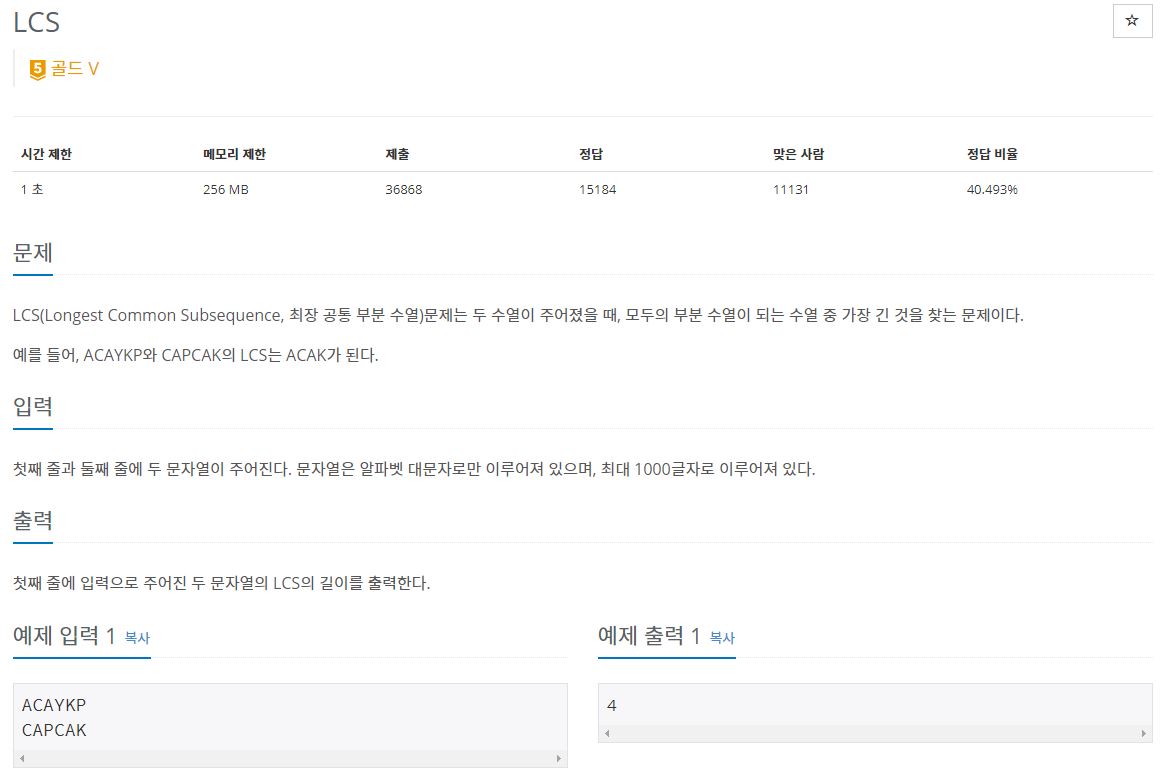 LCS
☆
5 골드 V
시간 제한 메모리 제한 제출 정답 맞은 사람 정답 비율
1 초 256 MB 36868 15184 11131 40.493%
문제
LCS(Longest Common Subsequence, 최장 공통 부분 수열)문제는 두 수열이 주어졌을 때, 모두의 부분 수열이 되는 수열 중 가장 긴 것을 찾는 문제이다.
예를 들어, ACAYKP와 CAPCAK의 LCS는 ACAK가 된다.
입력
첫째 줄과 둘째 줄에 두 문자열이 주어진다. 문자열은 알파벳 대문자로만 이루어져 있으며, 최대 1000글자로 이루어져 있다.
출력
첫째 줄에 입력으로 주어진 두 문자열의 LCS의 길이를 출력한다.
예제 입력 1 복사
ACAYKP
CAPCAK
예제 출력 1 복사
4